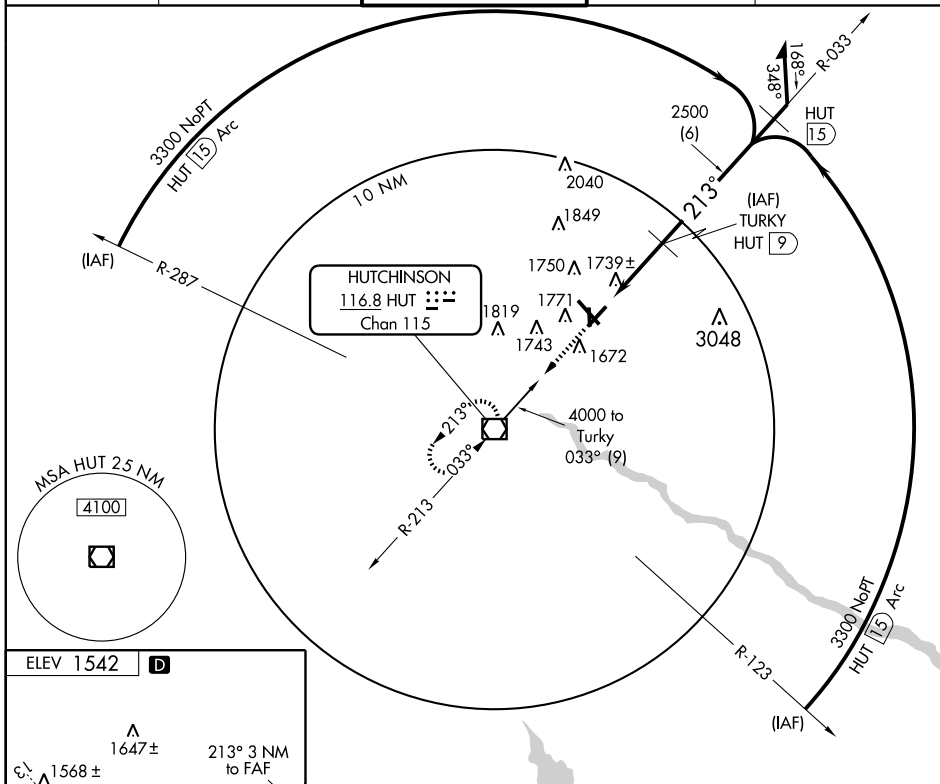 R-033
168°
348°
2500
(6)
HUT
15
3300 NoPT
HUT 15 Arc
10 NM
2040
213°
(IAF)
TURKY
HUT 9
1849
(IAF)
R-287
1750
1739±
HUTCHINSON
116.8 HUT
Chan 115
1819
1771
1743
1672
3048
213°
033°
4000 to
Turky
033° (9)
R-213
MSA HUT 25 NM
4100
3300 NoPT
HUT 15 Arc
R-123
(IAF)
ELEV 1542 D
1647±
213° 3 NM
to FAF
1568 ±